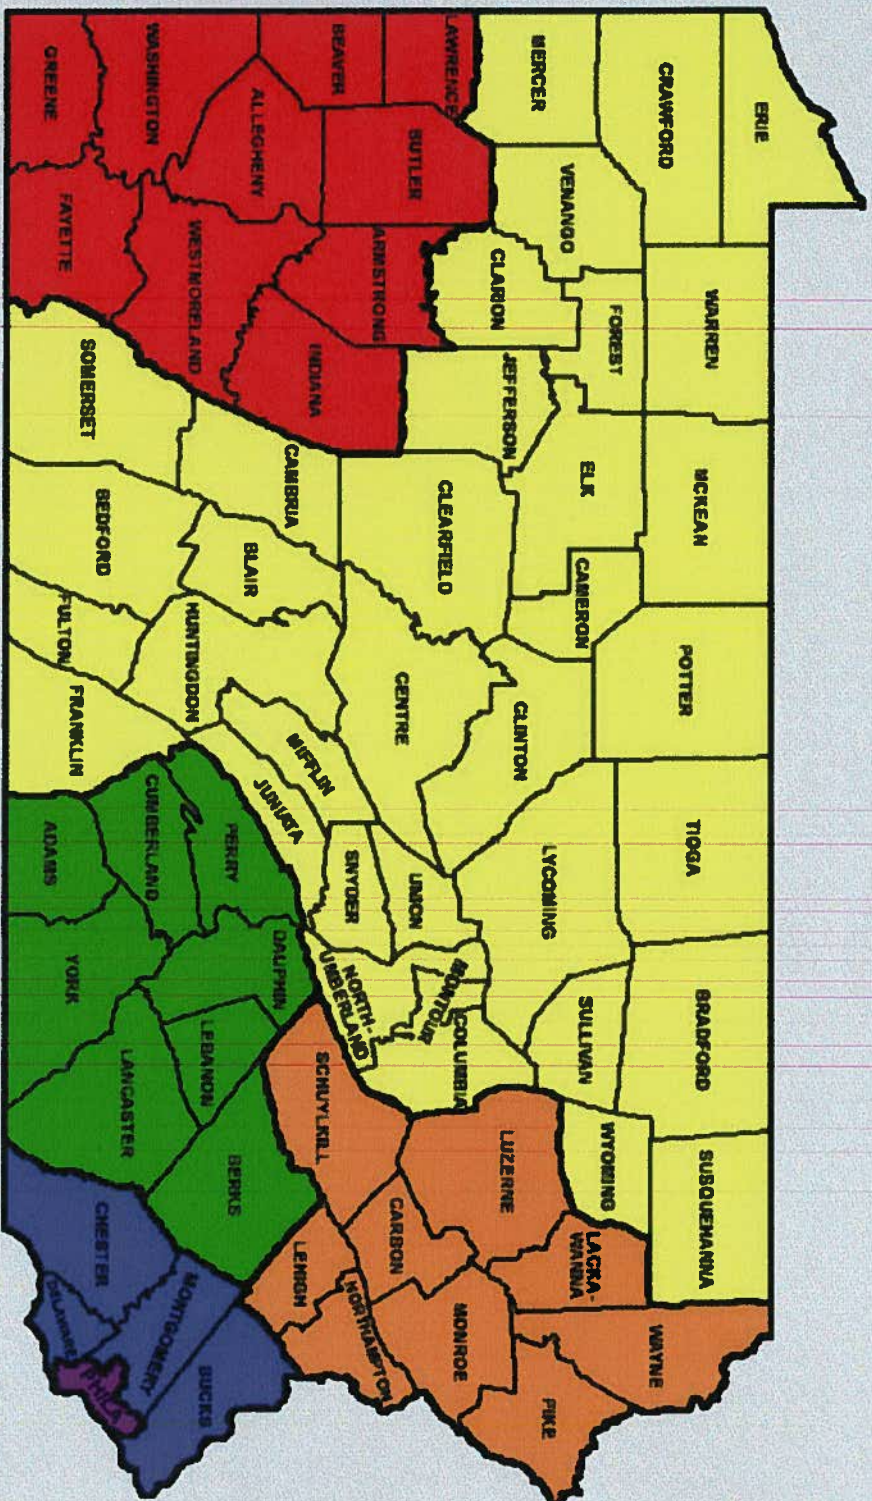 ERIE
CRAWFORD
MERCER
LAWRENCE
BEAVER
WASHINGTON
GREENE
WARREN
FOREST
VENANGO
CLARION
BUTLER
ARMSTRONG
ALLEGHENY
WESTMORELAND
FAYETTE
MCKEAN
ELK
JEFFERSON
INDIANA
SOMERSET
CAMERON
CLEARFIELD
CAMBRIA
BLAIR
BEDFORD
POTTER
CLINTON
CENTRE
HUNTINGDON
FULTON
FRANKLIN
MIFFLIN
JUNIATA
TIOGA
LYCOMING
UNION
SNYDER
PERRY
CUMBERLAND
ADAMS
BRADFORD
SULLIVAN
MONTOUR
COLUMBIA
NORTH-
UMBERLAND
DAUPHIN
YORK
LEBANON
LANCASTER
SUSQUEHANNA
WYOMING
LUZERNE
SCHUYLKILL
BERKS
LACKA-
WANNA
CARBON
LEHIGH
CHESTER
WAYNE
PIKE
MONROE
NORTHAMPTON
MONTGOMERY
BUCKS
DELAWARE
PHILA